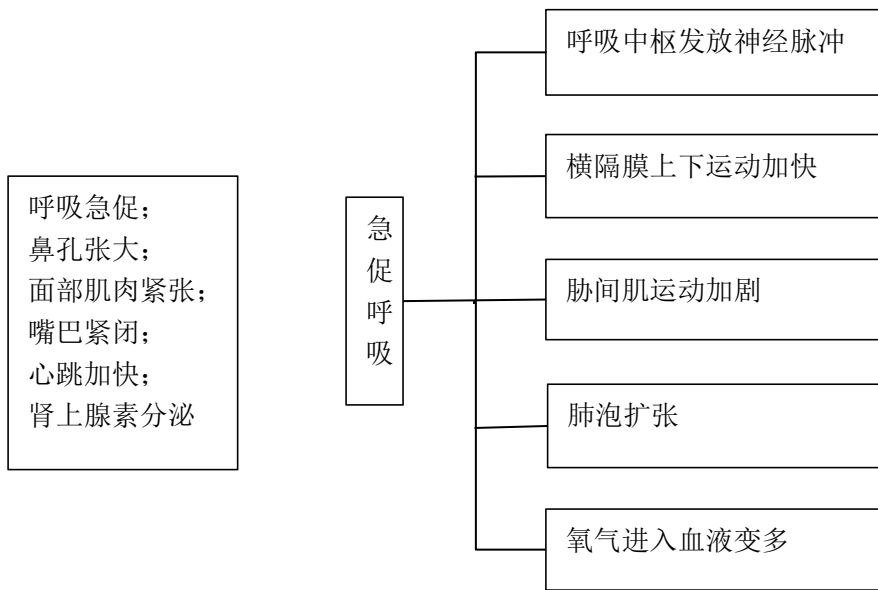 呼吸急促；
鼻孔张大；
面部肌肉紧张；
嘴巴紧闭；
心跳加快；
肾上腺素分泌
急
促
呼
吸
呼吸中枢发放神经脉冲
横隔膜上下运动加快
胁间肌运动加剧
肺泡扩张
氧气进入血液变多